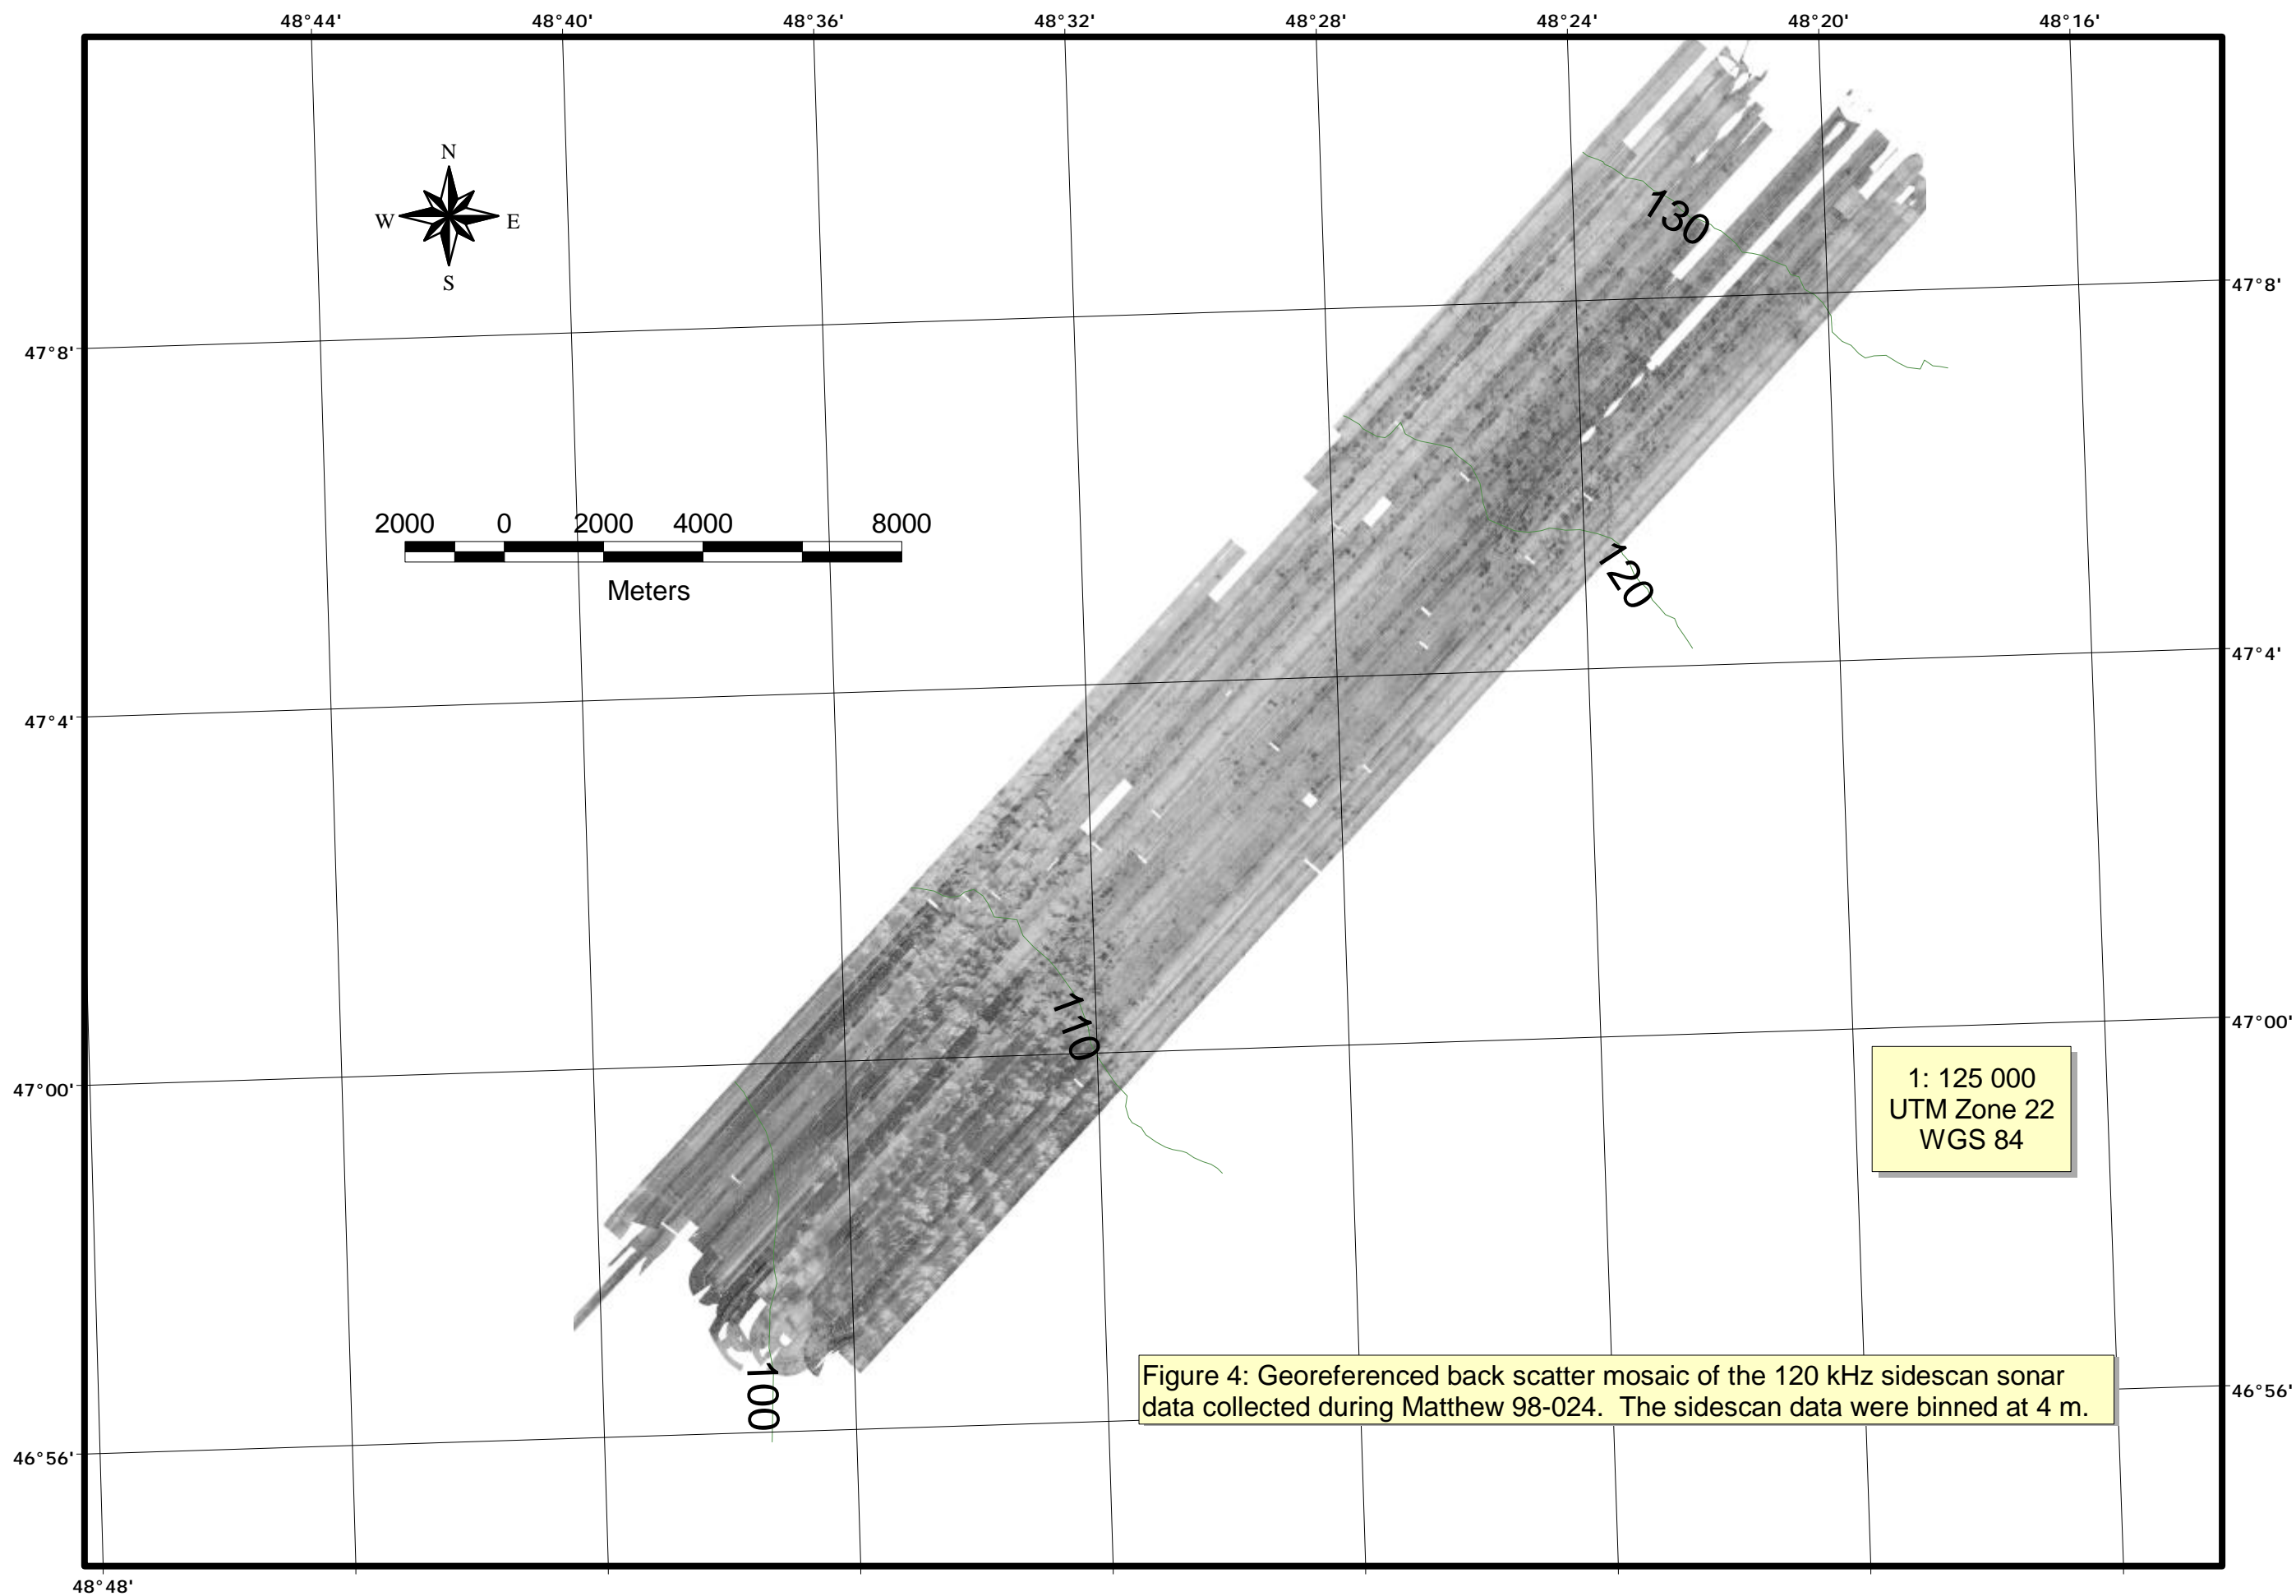 48°44' 48°40' 48°36' 48°32' 48°28' 48°24' 48°20' 48°16'
N
W E
S
130
47°8'
47°8'
2000 0 2000 4000 8000
Meters
120
47°4'
47°4'
110
47°00'
47°00'
1: 125 000
UTM Zone 22
WGS 84
100
Figure 4: Georeferenced back scatter mosaic of the 120 kHz sidescan sonar
data collected during Matthew 98-024.  The sidescan data were binned at 4 m.
46°56'
46°56'
48°48'